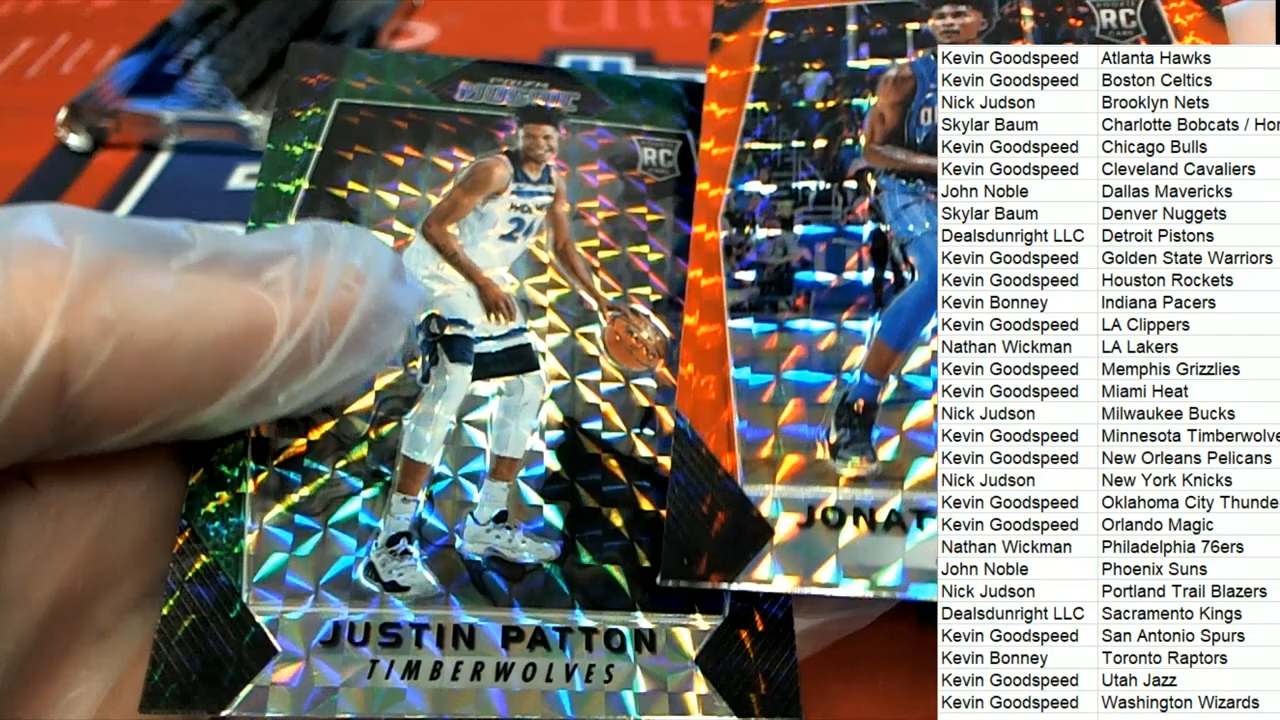 PRIZM
MOSAIC
RC
WOLVES
24
JUSTIN PATTON
TIMBERWOLVES
ROOKIE
RC
CARD
JONAT
Kevin Goodspeed Atlanta Hawks
Kevin Goodspeed Boston Celtics
Nick Judson Brooklyn Nets
Skylar Baum Charlotte Bobcats / Hor
Kevin Goodspeed Chicago Bulls
Kevin Goodspeed Cleveland Cavaliers
John Noble Dallas Mavericks
Skylar Baum Denver Nuggets
Dealsdunright LLC Detroit Pistons
Kevin Goodspeed Golden State Warriors
Kevin Goodspeed Houston Rockets
Kevin Bonney Indiana Pacers
Kevin Goodspeed LA Clippers
Nathan Wickman LA Lakers
Kevin Goodspeed Memphis Grizzlies
Kevin Goodspeed Miami Heat
Nick Judson Milwaukee Bucks
Kevin Goodspeed Minnesota Timberwolve
Kevin Goodspeed New Orleans Pelicans
Nick Judson New York Knicks
Kevin Goodspeed Oklahoma City Thunde
Kevin Goodspeed Orlando Magic
Nathan Wickman Philadelphia 76ers
John Noble Phoenix Suns
Nick Judson Portland Trail Blazers
Dealsdunright LLC Sacramento Kings
Kevin Goodspeed San Antonio Spurs
Kevin Bonney Toronto Raptors
Kevin Goodspeed Utah Jazz
Kevin Goodspeed Washington Wizards